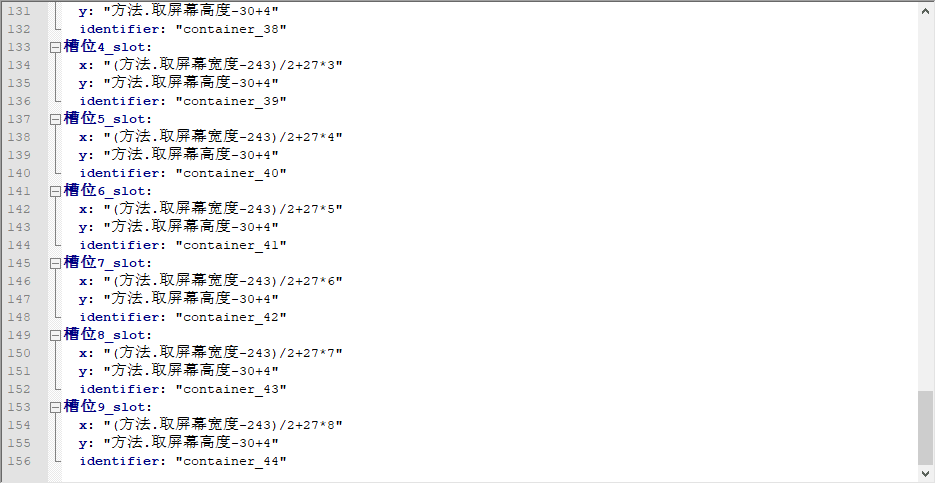 131 y: "方法.取屏幕高度-30+4"
132 identifier: "container_38"
133 槽位4_slot:
134 x: "(方法.取屏幕宽度-243)/2+27*3"
135 y: "方法.取屏幕高度-30+4"
136 identifier: "container_39"
137 槽位5_slot:
138 x: "(方法.取屏幕宽度-243)/2+27*4"
139 y: "方法.取屏幕高度-30+4"
140 identifier: "container_40"
141 槽位6_slot:
142 x: "(方法.取屏幕宽度-243)/2+27*5"
143 y: "方法.取屏幕高度-30+4"
144 identifier: "container_41"
145 槽位7_slot:
146 x: "(方法.取屏幕宽度-243)/2+27*6"
147 y: "方法.取屏幕高度-30+4"
148 identifier: "container_42"
149 槽位8_slot:
150 x: "(方法.取屏幕宽度-243)/2+27*7"
151 y: "方法.取屏幕高度-30+4"
152 identifier: "container_43"
153 槽位9_slot:
154 x: "(方法.取屏幕宽度-243)/2+27*8"
155 y: "方法.取屏幕高度-30+4"
156 identifier: "container_44"